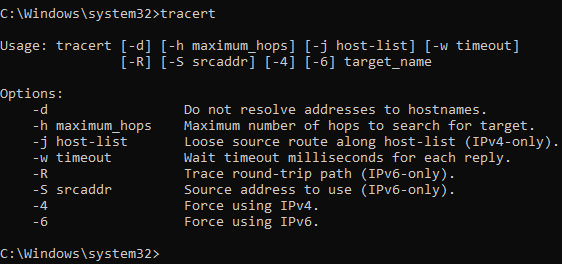 C:\Windows\system32>tracert
Usage: tracert [-d] [-h maximum_hops] [-j host-list] [-w timeout]
[-R] [-S srcaddr] [-4] [-6] target_name
Options:
-d Do not resolve addresses to hostnames.
-h maximum_hops Maximum number of hops to search for target.
-j host-list Loose source route along host-list (IPv4-only).
-w timeout Wait timeout milliseconds for each reply.
-R Trace round-trip path (IPv6-only).
-S srcaddr Source address to use (IPv6-only).
-4 Force using IPv4.
-6 Force using IPv6.
C:\Windows\system32>